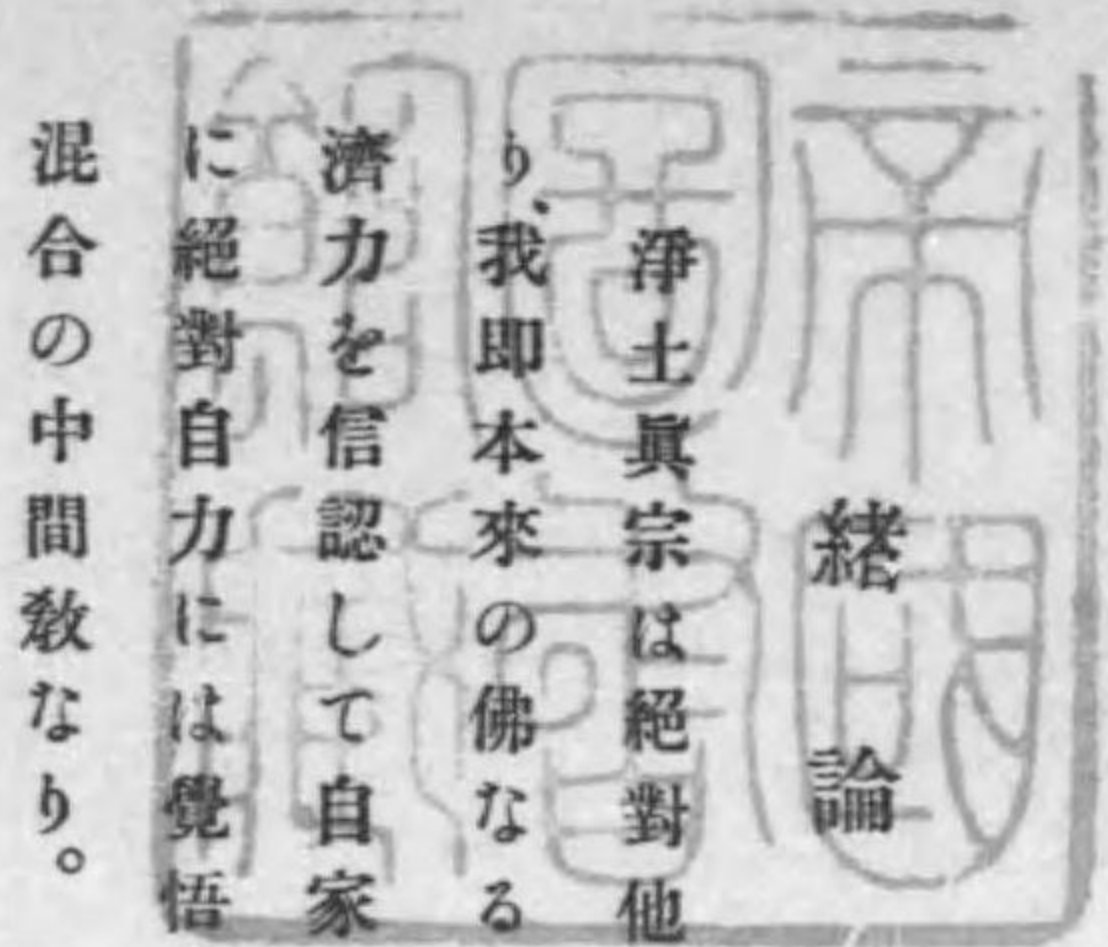 緒論
淨土眞宗は絕對他
り、我即本來の佛なる
濟力を信認して自家
に絕對自力には覺悟
混合の中間敎なり。